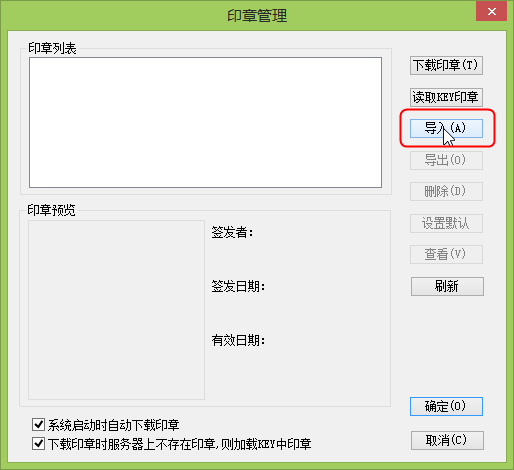 印章管理
印章列表
下载印章(T)
读取KEY印章
导入(A)
导出(O)
删除(D)
设置默认
查看(V)
刷新
印章预览
签发者:
签发日期:
有效日期:
系统启动时自动下载印章
下载印章时服务器上不存在印章,则加载KEY中印章
确定(O)
取消(C)